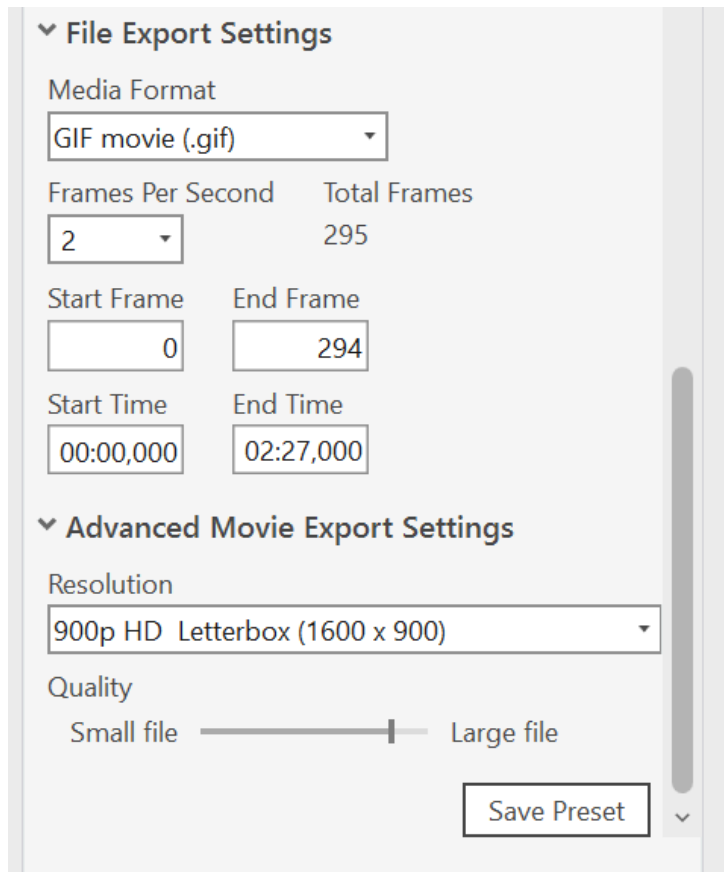 File Export Settings
Media Format
GIF movie (.gif)
Frames Per Second Total Frames
2 295
Start Frame End Frame
0 294
Start Time End Time
00:00,000 02:27,000
Advanced Movie Export Settings
Resolution
900p HD  Letterbox (1600 x 900)
Quality
Small file Large file
Save Preset